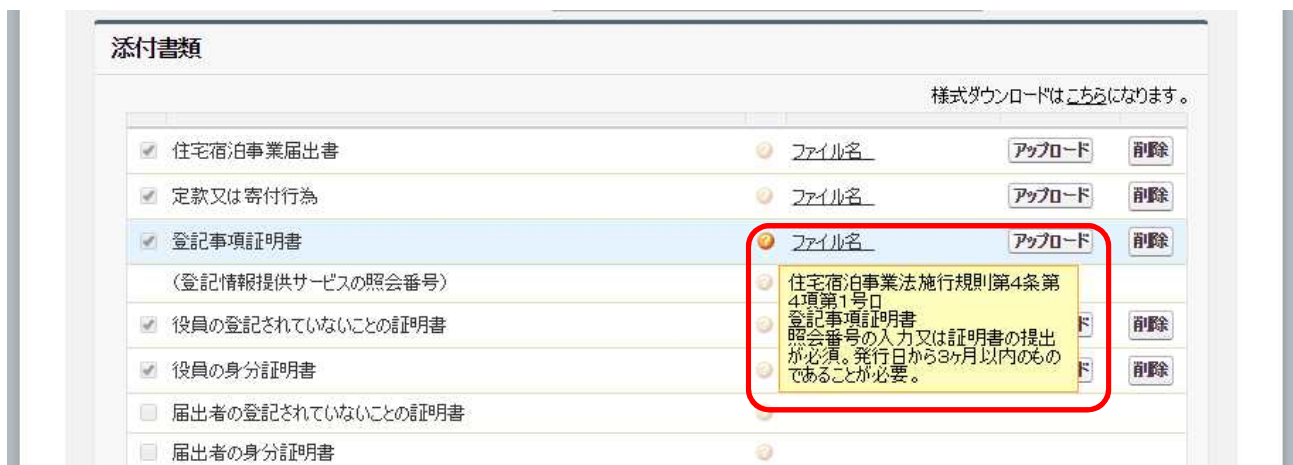 添付書類
様式ダウンロードはこちらになります。
住宅宿泊事業届出書 ファイル名 アップロード 削除
定款又は寄付行為 ファイル名 アップロード 削除
登記事項証明書 ファイル名 アップロード 削除
（登記情報提供サービスの照会番号）
住宅宿泊事業法施行規則第4条第
4項第1号ロ
登記事項証明書
照会番号の入力又は証明書の提出
が必須。発行日から3ヶ月以内のもの
であることが必要。
役員の登記されていないことの証明書 ド 削除
役員の身分証明書 ド 削除
届出者の登記されていないことの証明書
届出者の身分証明書